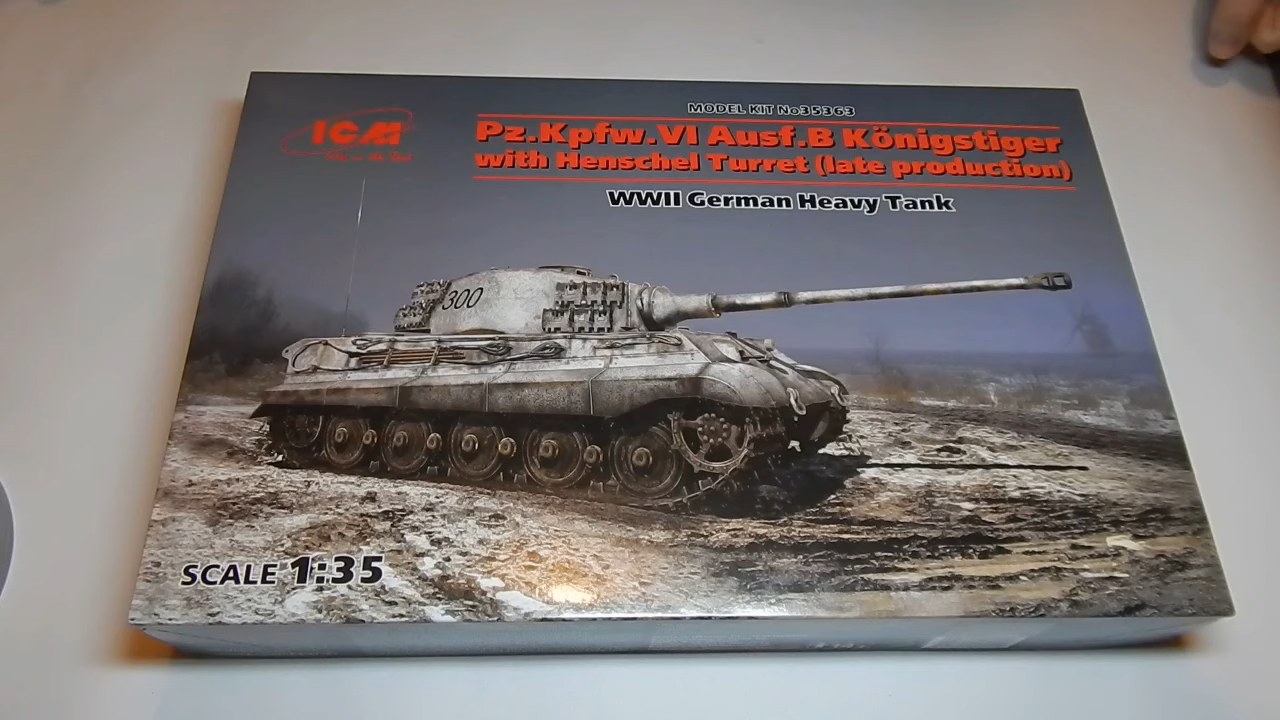 MODEL KIT No35363
ICM
Pz.Kpfw.VI Ausf.B Königstiger
with Henschel Turret (late production)
WWII German Heavy Tank
300
SCALE 1:35